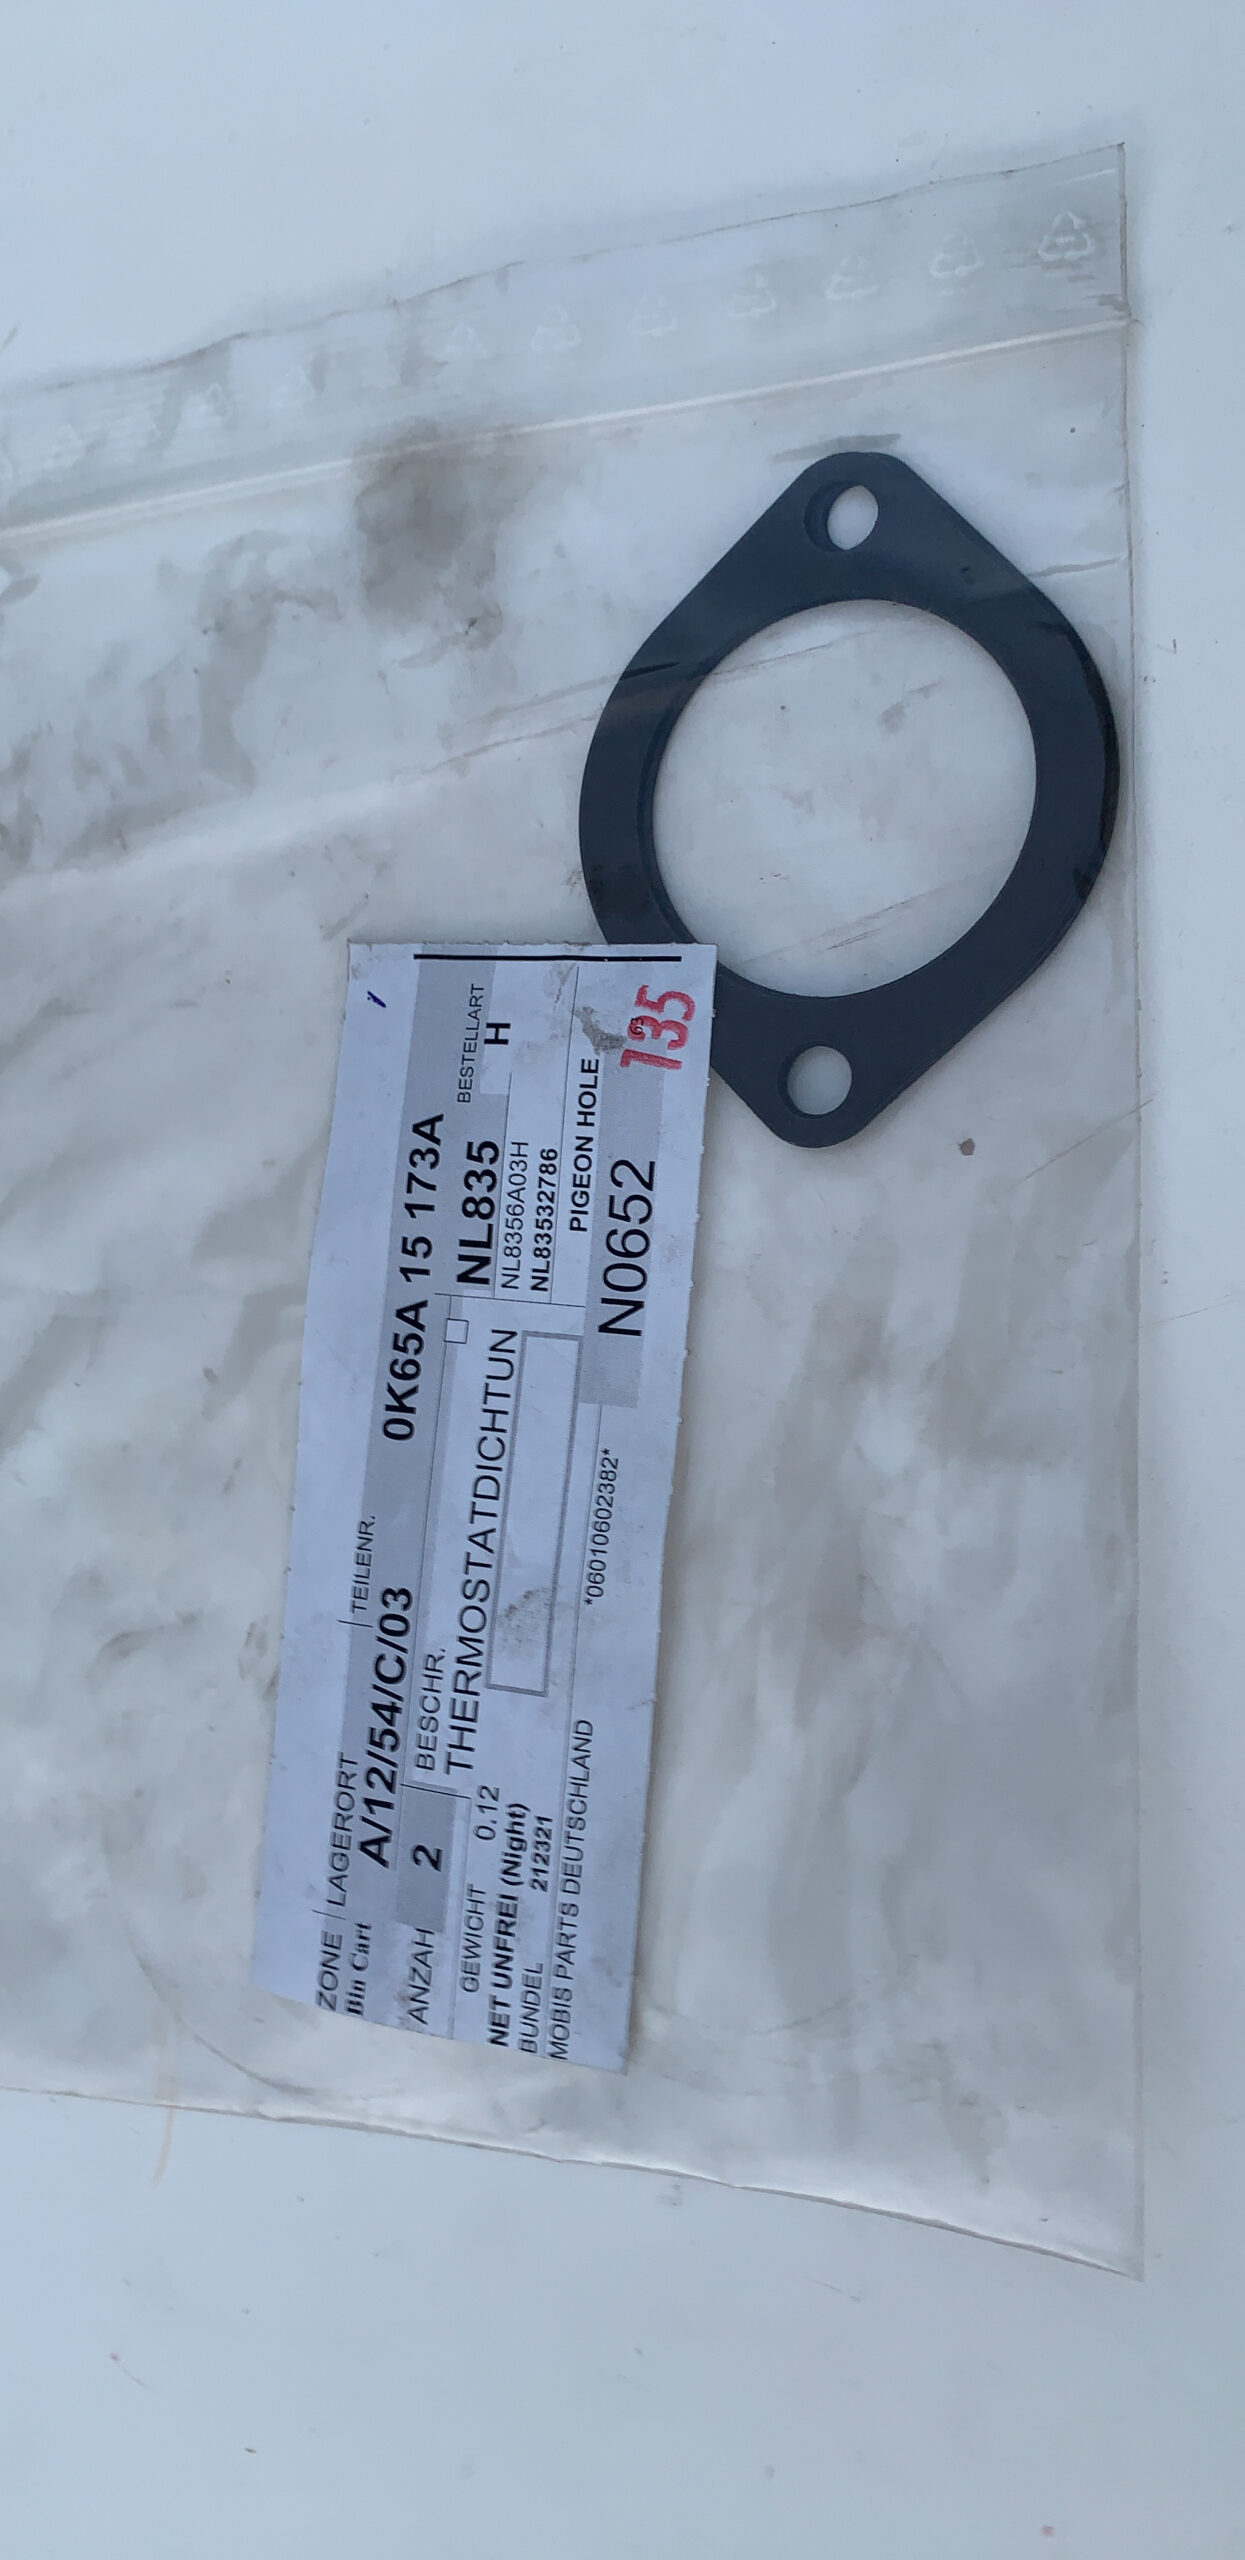 ZONE LAGERORT TEILENR.
Bin Cart A/12/54/C/03 0K65A 15 173A
ANZAH 2 BESCHR. BESTELLART
THERMOSTATDICHTUN NL835 H
GEWICHT 0.12 NL8356A03H
NET UNFREI (Night) NL83532786
BUNDEL 212321 PIGEON HOLE
MOBIS PARTS DEUTSCHLAND *06010602382* N0652
135